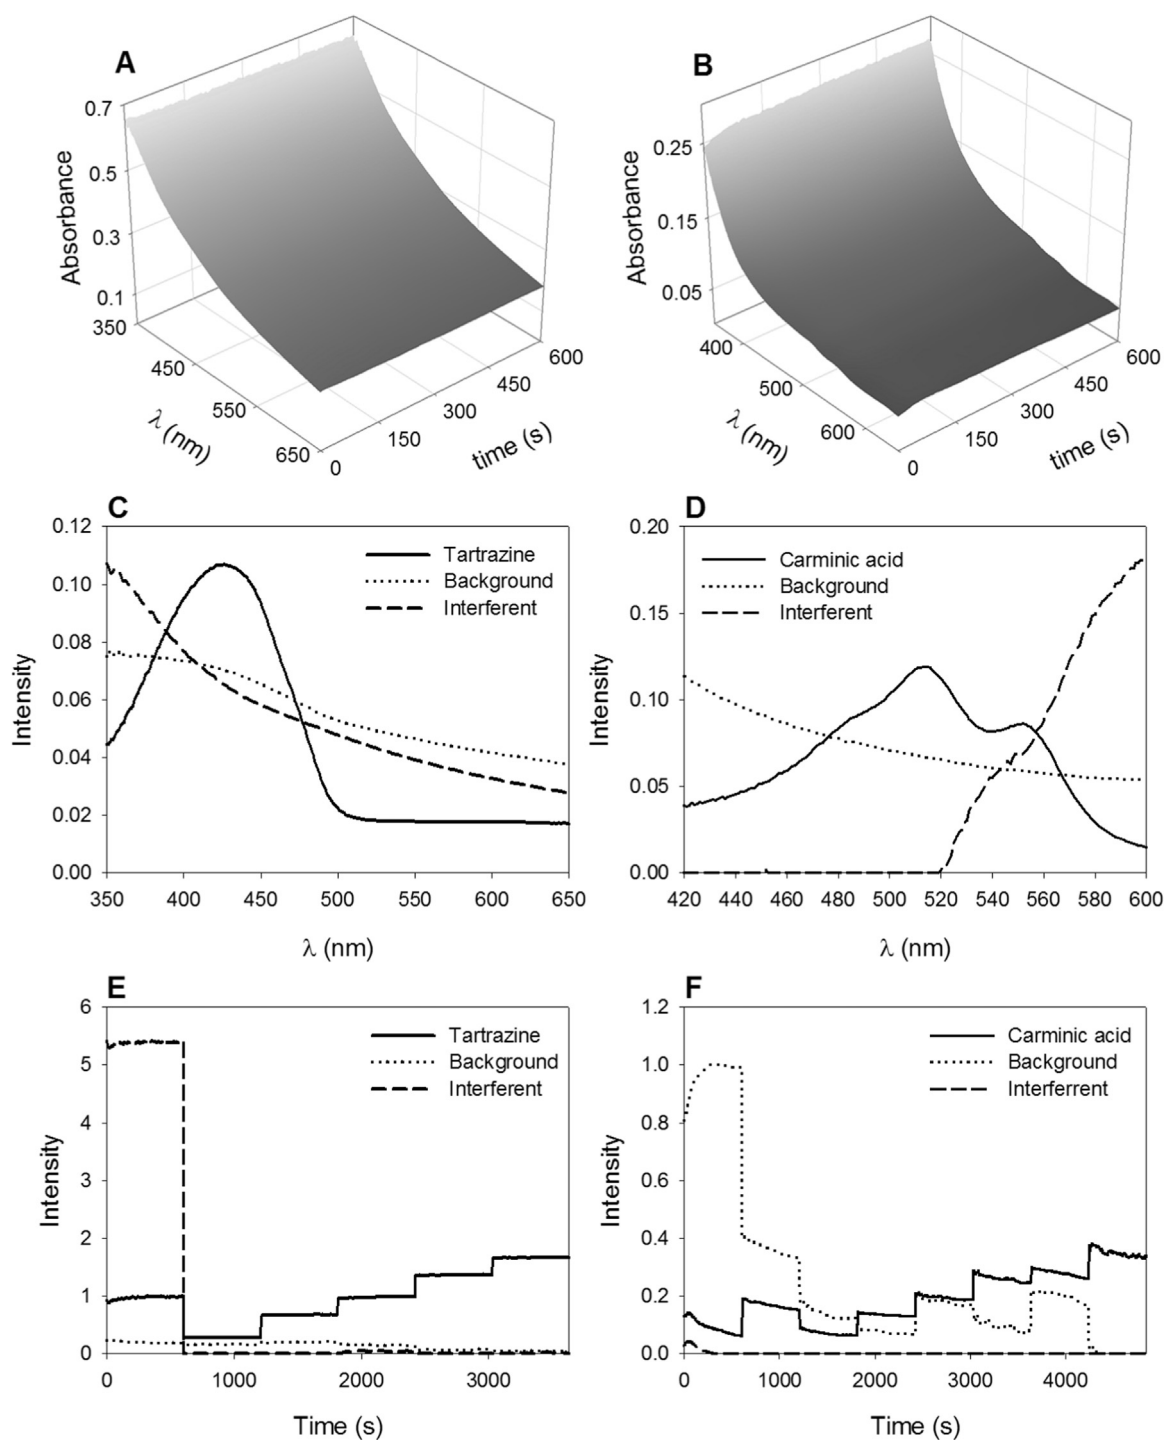 A
0.7
0.5
0.3
0.1
Absorbance
350
450
550
650
λ (nm)
0
150
300
450
600
time (s)
B
0.25
0.15
0.05
Absorbance
400
500
600
λ (nm)
0
150
300
450
600
time (s)
C
0.12
0.10
0.08
0.06
0.04
0.02
0.00
Intensity
Tartrazine
Background
Interferent
350 400 450 500 550 600 650
λ (nm)
D
0.20
0.15
0.10
0.05
0.00
Intensity
Carminic acid
Background
Interferent
420 440 460 480 500 520 540 560 580 600
λ (nm)
E
6
5
4
3
2
1
0
Intensity
Tartrazine
Background
Interferent
0 1000 2000 3000
Time (s)
F
1.2
1.0
0.8
0.6
0.4
0.2
0.0
Intensity
Carminic acid
Background
Interferrent
0 1000 2000 3000 4000
Time (s)